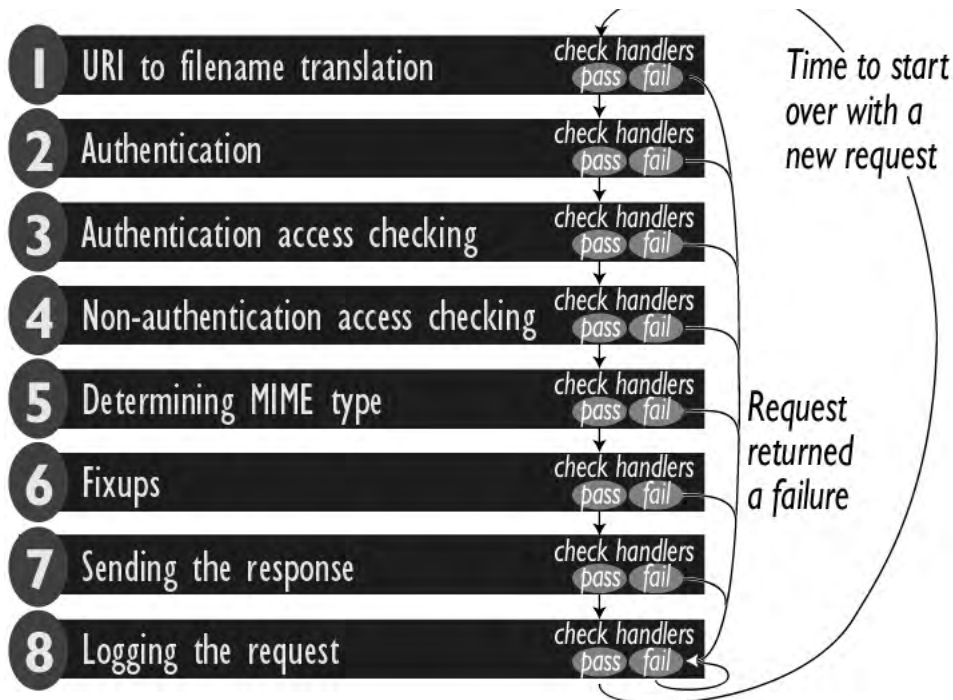 1 URI to filename translation check handlers
pass fail
2 Authentication check handlers
pass fail
3 Authentication access checking check handlers
pass fail
4 Non-authentication access checking check handlers
pass fail
5 Determining MIME type check handlers
pass fail
6 Fixups check handlers
pass fail
7 Sending the response check handlers
pass fail
8 Logging the request check handlers
pass fail
Time to start
over with a
new request
Request
returned
a failure